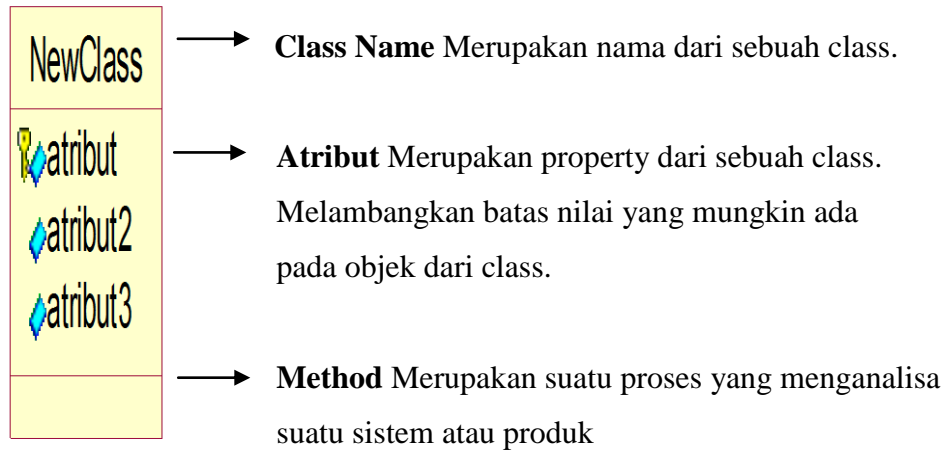 NewClass
Class Name Merupakan nama dari sebuah class.
atribut
atribut2
atribut3
Atribut Merupakan property dari sebuah class.
Melambangkan batas nilai yang mungkin ada
pada objek dari class.
Method Merupakan suatu proses yang menganalisa
suatu sistem atau produk